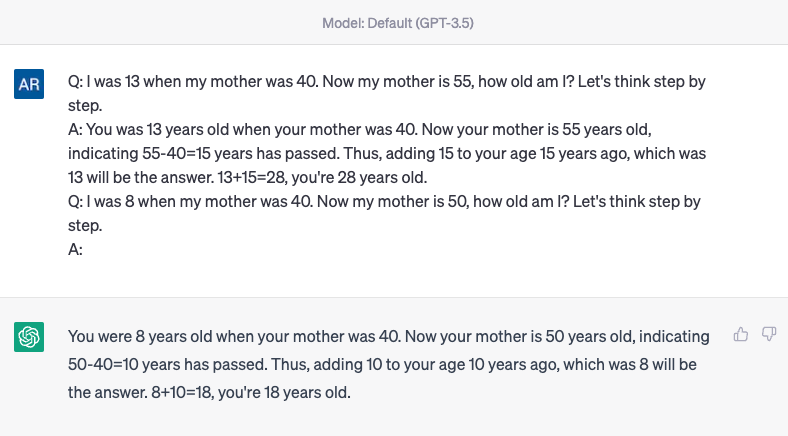 Model: Default (GPT-3.5)
AR
Q: I was 13 when my mother was 40. Now my mother is 55, how old am I? Let's think step by
step.
A: You was 13 years old when your mother was 40. Now your mother is 55 years old,
indicating 55-40=15 years has passed. Thus, adding 15 to your age 15 years ago, which was
13 will be the answer. 13+15=28, you're 28 years old.
Q: I was 8 when my mother was 40. Now my mother is 50, how old am I? Let's think step by
step.
A:
You were 8 years old when your mother was 40. Now your mother is 50 years old, indicating
50-40=10 years has passed. Thus, adding 10 to your age 10 years ago, which was 8 will be
the answer. 8+10=18, you're 18 years old.